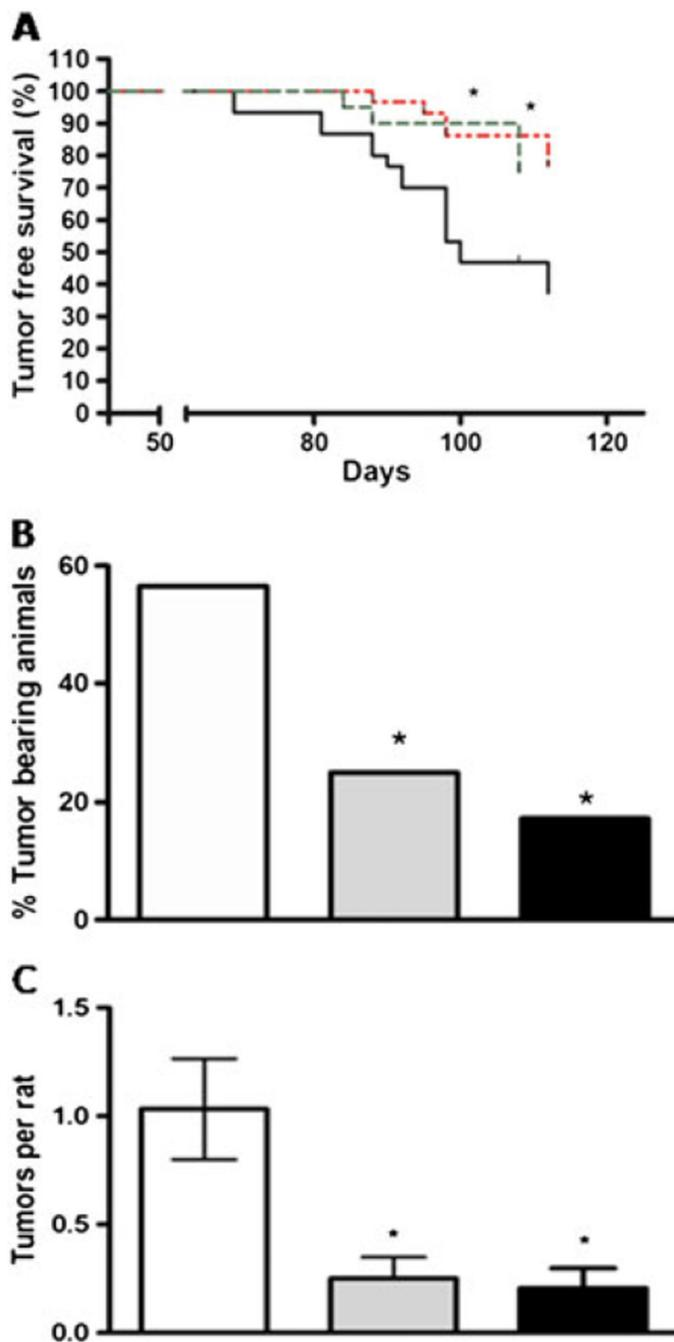 A
Tumor free survival (%)
110
100
90
80
70
60
50
40
30
20
10
0
* *
50 80 100 120
Days
B
% Tumor bearing animals
60
40
20
0
* *
C
Tumors per rat
1.5
1.0
0.5
0.0
* *